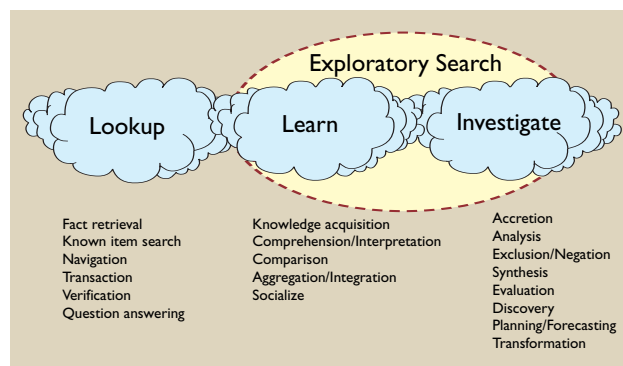 Exploratory Search
Lookup
Learn
Investigate
Fact retrieval
Known item search
Navigation
Transaction
Verification
Question answering
Knowledge acquisition
Comprehension/Interpretation
Comparison
Aggregation/Integration
Socialize
Accretion
Analysis
Exclusion/Negation
Synthesis
Evaluation
Discovery
Planning/Forecasting
Transformation